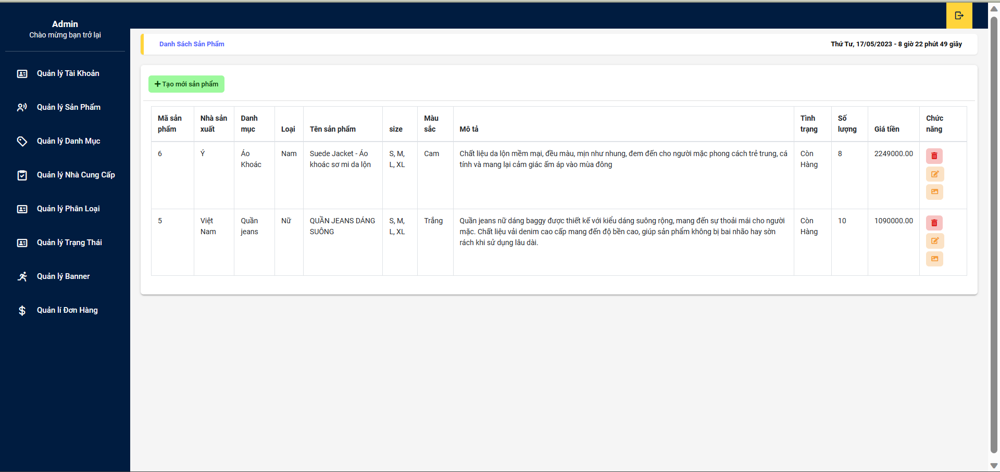 Admin
Chào mừng bạn trở lại
Quản lý Tài Khoản
Quản lý Sản Phẩm
Quản lý Danh Mục
Quản lý Nhà Cung Cấp
Quản lý Phân Loại
Quản lý Trạng Thái
Quản lý Banner
Quản lí Đơn Hàng
Danh Sách Sản Phẩm
Thứ Tư, 17/05/2023 - 8 giờ 22 phút 49 giây
Tạo mới sản phẩm
Mã sản
phẩm
Nhà sản
xuất
Danh
mục
Loại
Tên sản phẩm
size
Màu
sắc
Mô tả
Tình
trạng
Số
lượng
Giá tiền
Chức
năng
6
Ý
Áo
Khoác
Nam
Suede Jacket - Áo
khoác sơ mi da lộn
S, M,
L, XL
Cam
Chất liệu da lộn mềm mại, đều màu, mịn như nhung, đem đến cho người mặc phong cách trẻ trung, cá
tính và mang lại cảm giác ấm áp vào mùa đông
Còn
Hàng
8
2249000.00
5
Việt
Nam
Quần
jeans
Nữ
QUẦN JEANS DÁNG
SUÔNG
S, M,
L, XL
Trắng
Quần jeans nữ dáng baggy được thiết kế với kiểu dáng suông rộng, mang đến sự thoải mái cho người
mặc. Chất liệu vải denim cao cấp mang đến độ bền cao, giúp sản phẩm không bị bai nhão hay sờn
rách khi sử dụng lâu dài.
Còn
Hàng
10
1090000.00